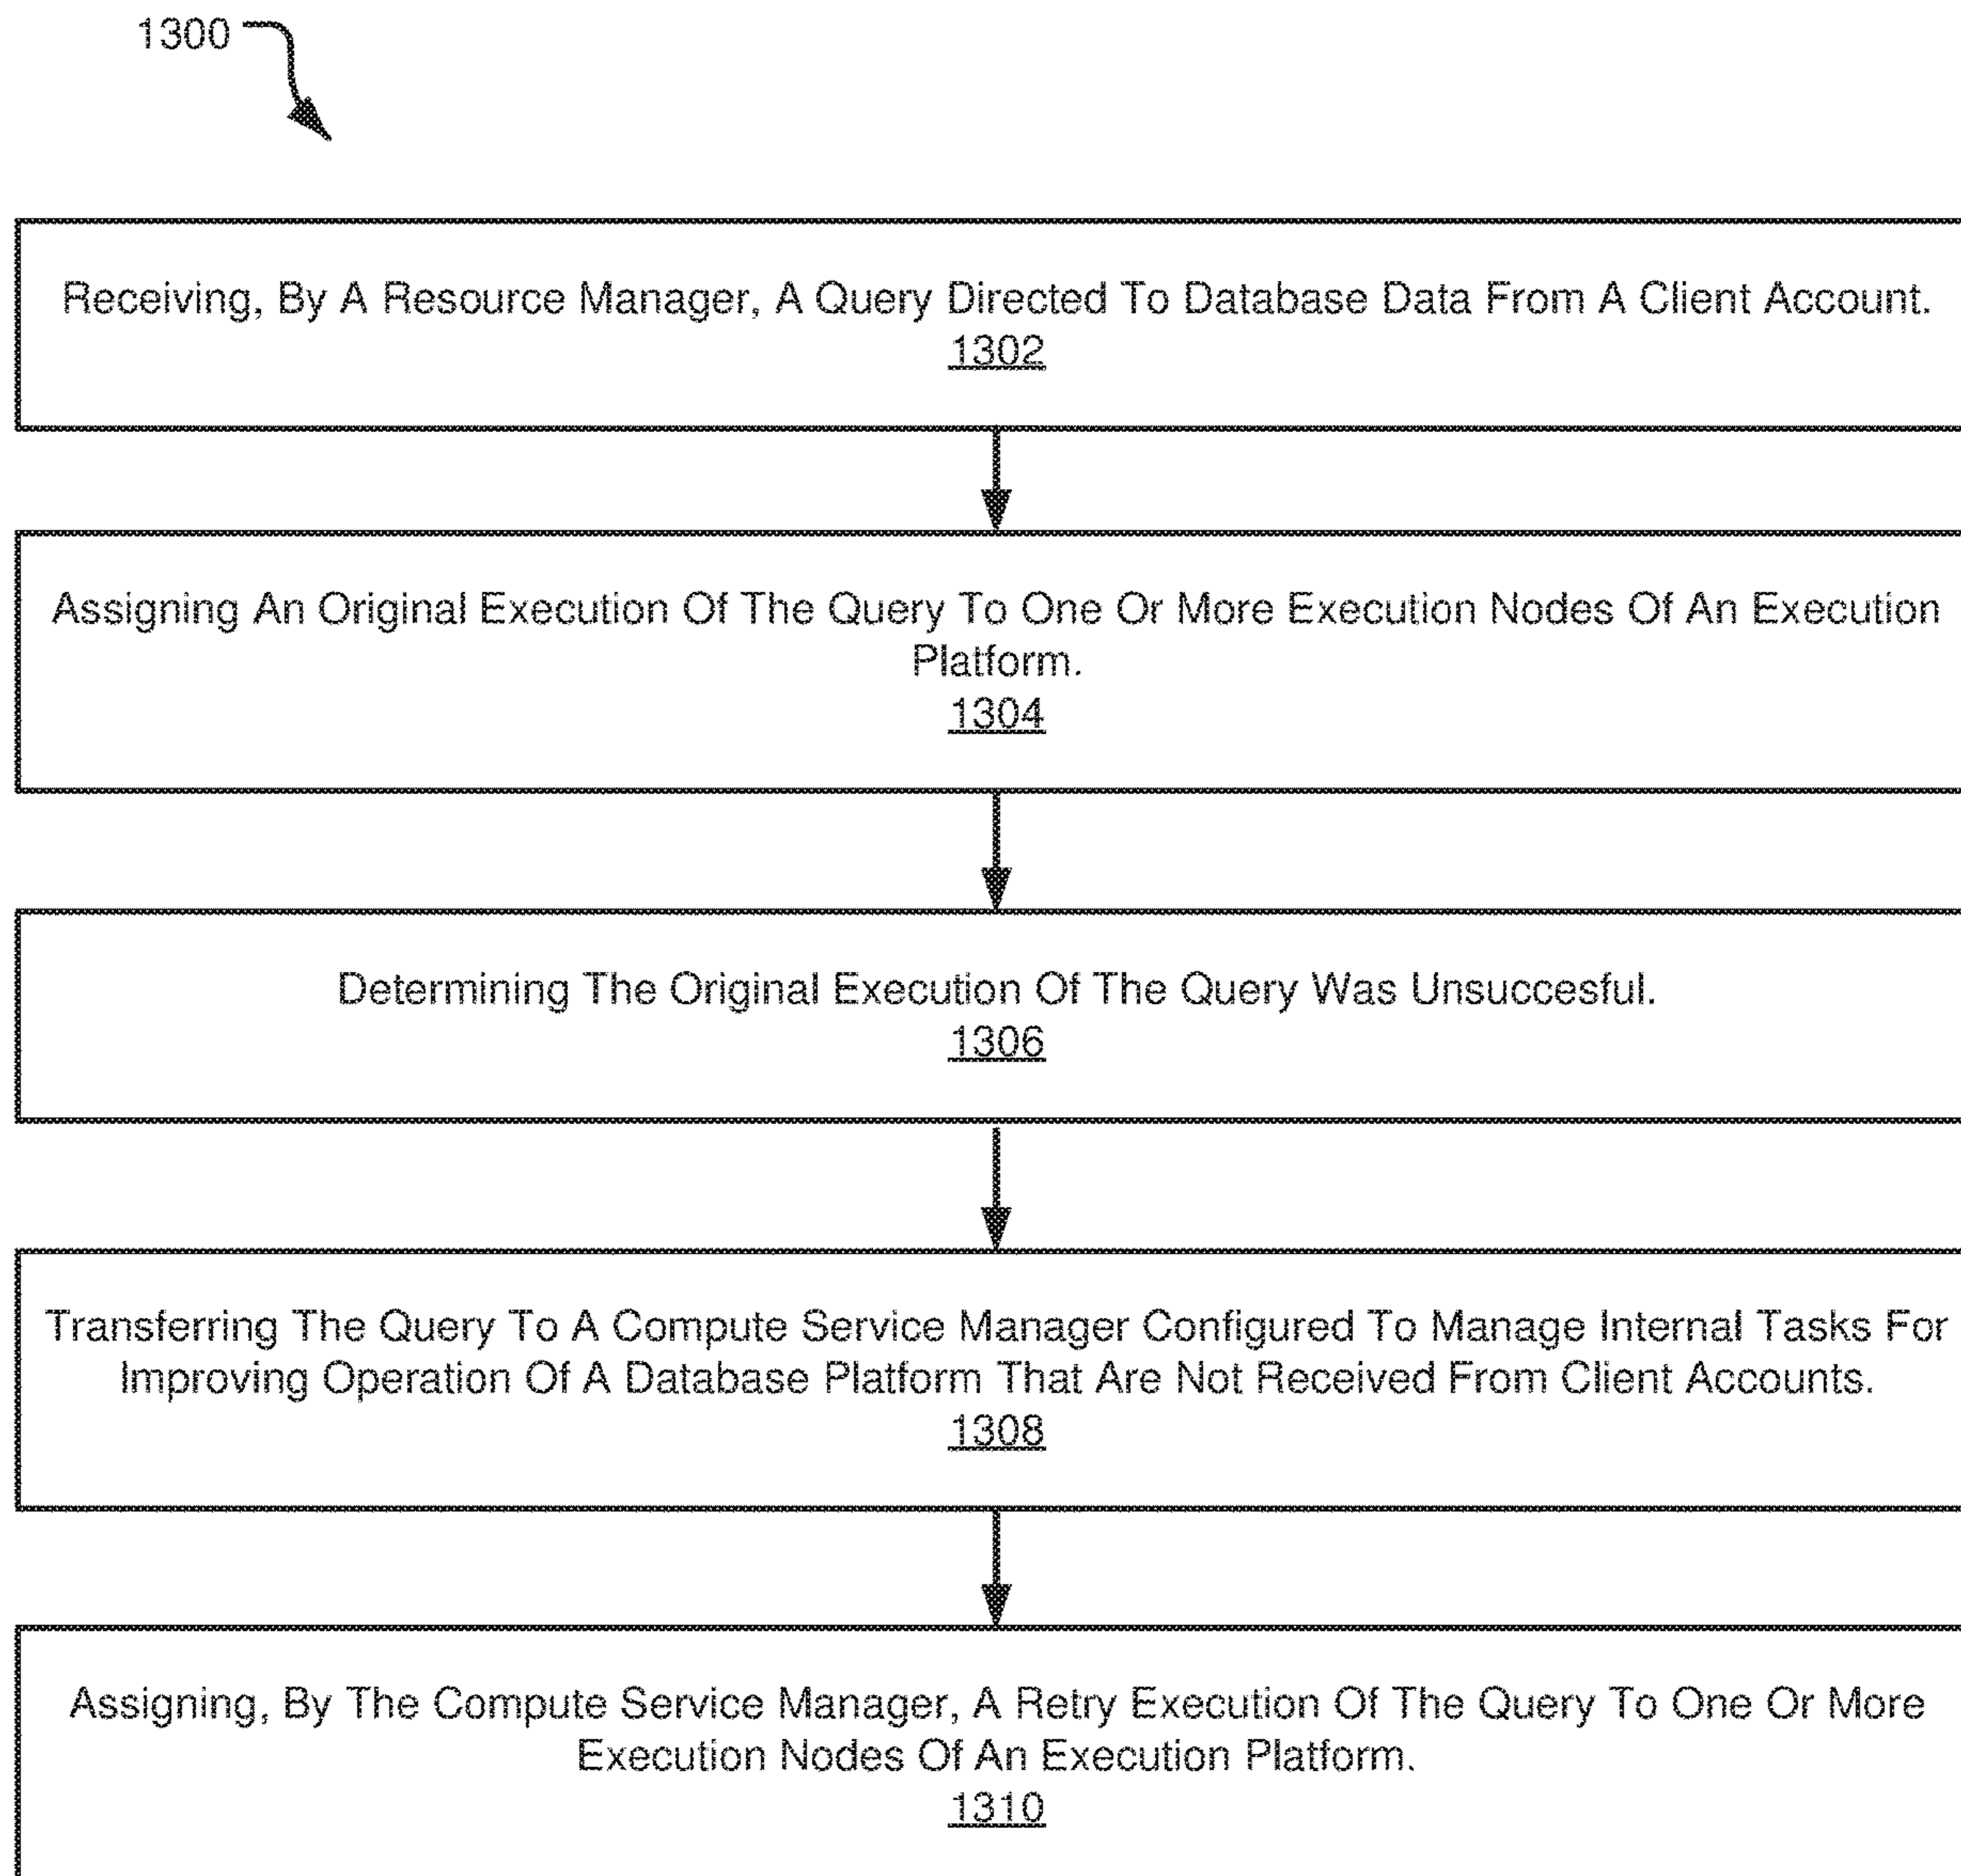 1300
Receiving, By A Resource Manager, A Query Directed To Database Data From A Client Account.
1302
Assigning An Original Execution Of The Query To One Or More Execution Nodes Of An Execution
Platform.
1304
Determining The Original Execution Of The Query Was Unsuccesful.
1306
Transferring The Query To A Compute Service Manager Configured To Manage Internal Tasks For
Improving Operation Of A Database Platform That Are Not Received From Client Accounts.
1308
Assigning, By The Compute Service Manager, A Retry Execution Of The Query To One Or More
Execution Nodes Of An Execution Platform.
1310